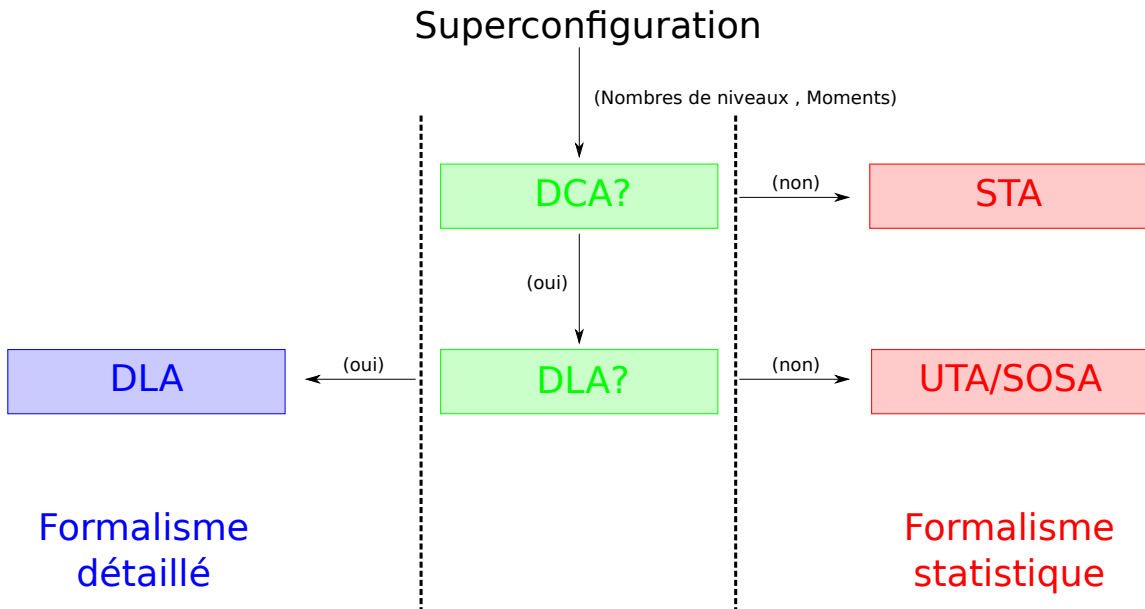 Superconfiguration
(Nombres de niveaux , Moments)
DCA?
(non)
STA
(oui)
DLA
(oui)
DLA?
(non)
UTA/SOSA
Formalisme
détaillé
Formalisme
statistique